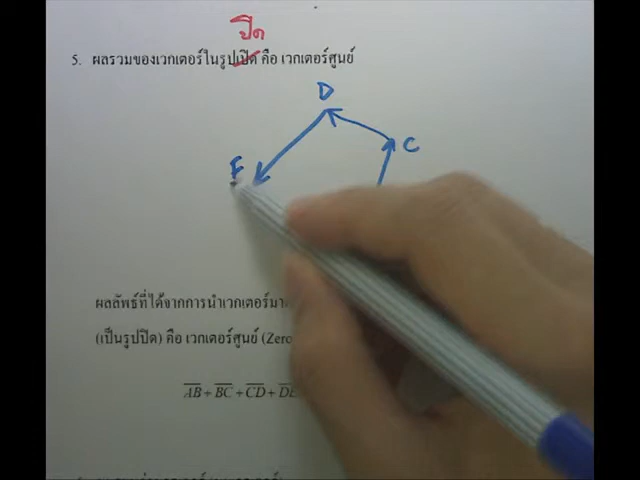 ปิด
5. ผลรวมของเวกเตอร์ในรูปเปิด คือ เวกเตอร์ศูนย์
D
C
E
ผลลัพธ์ที่ได้จากการนำเวกเตอร์มา
(เป็นรูปปิด) คือ เวกเตอร์ศูนย์ (Zero
AB + BC + CD + DE